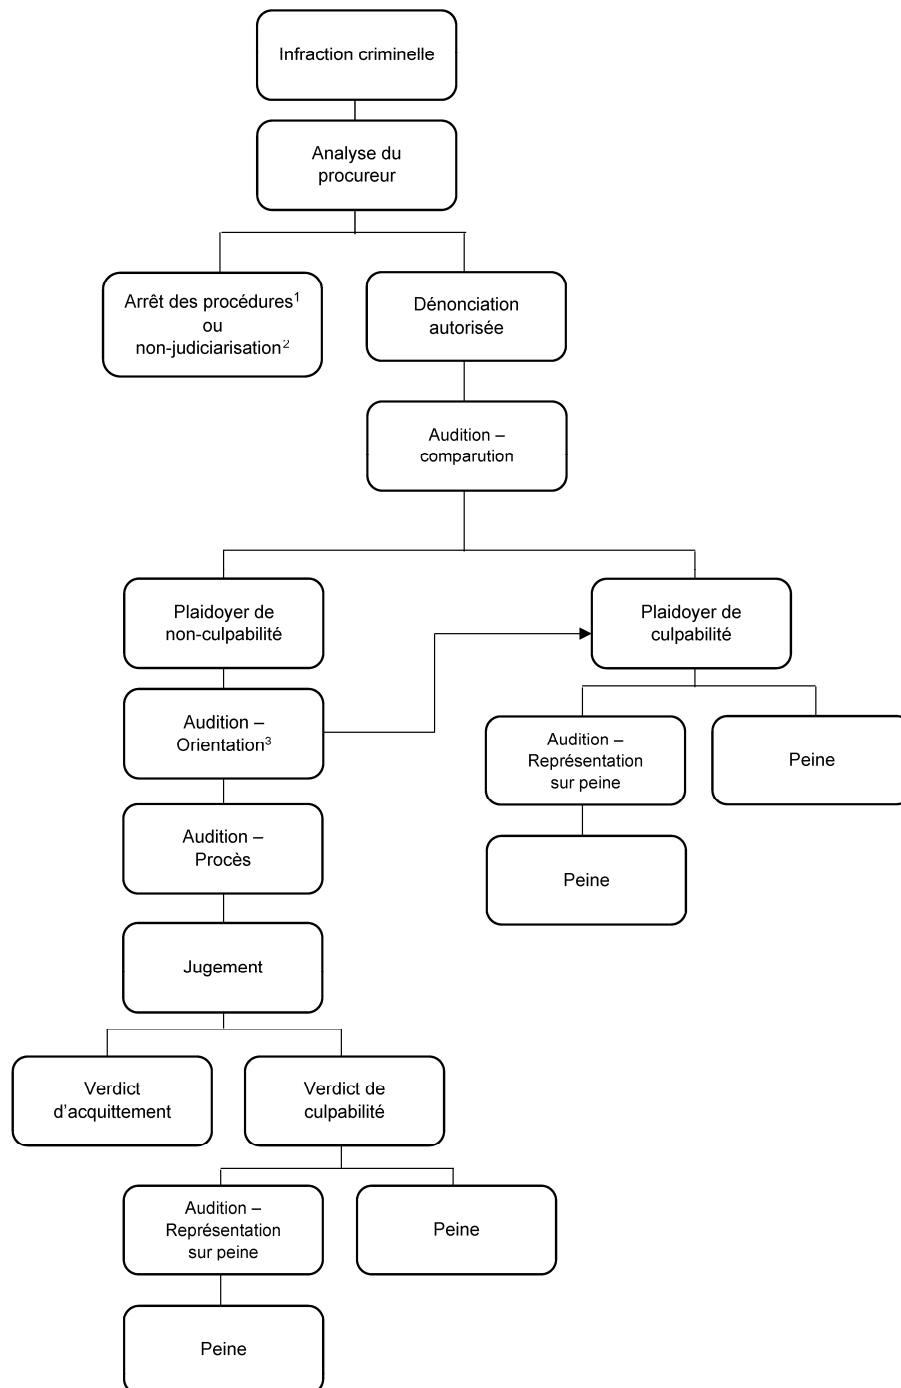 Infraction criminelle
Analyse du
procureur
Arrêt des procédures¹
ou
non-judiciarisation²
Dénonciation
autorisée
Audition –
comparution
Plaidoyer de
non-culpabilité
Plaidoyer de
culpabilité
Audition –
Orientation³
Audition –
Représentation
sur peine
Peine
Audition –
Procès
Peine
Jugement
Verdict
d’acquittement
Verdict de
culpabilité
Audition –
Représentation
sur peine
Peine
Peine